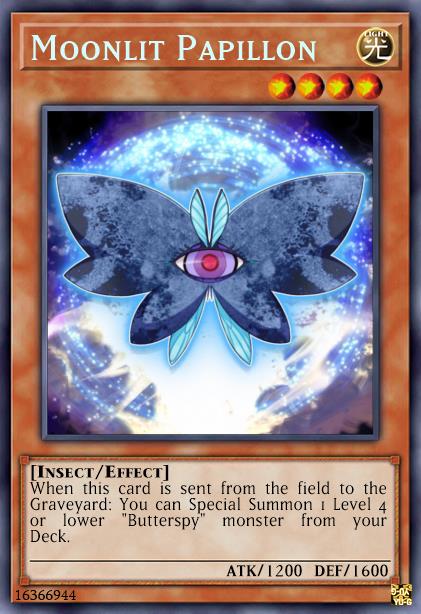 MOONLIT PAPILLON
LIGHT
光
[INSECT/EFFECT]
When this card is sent from the field to the
Graveyard: You can Special Summon 1 Level 4
or lower "Butterspy" monster from your
Deck.
ATK/1200 DEF/1600
16366944